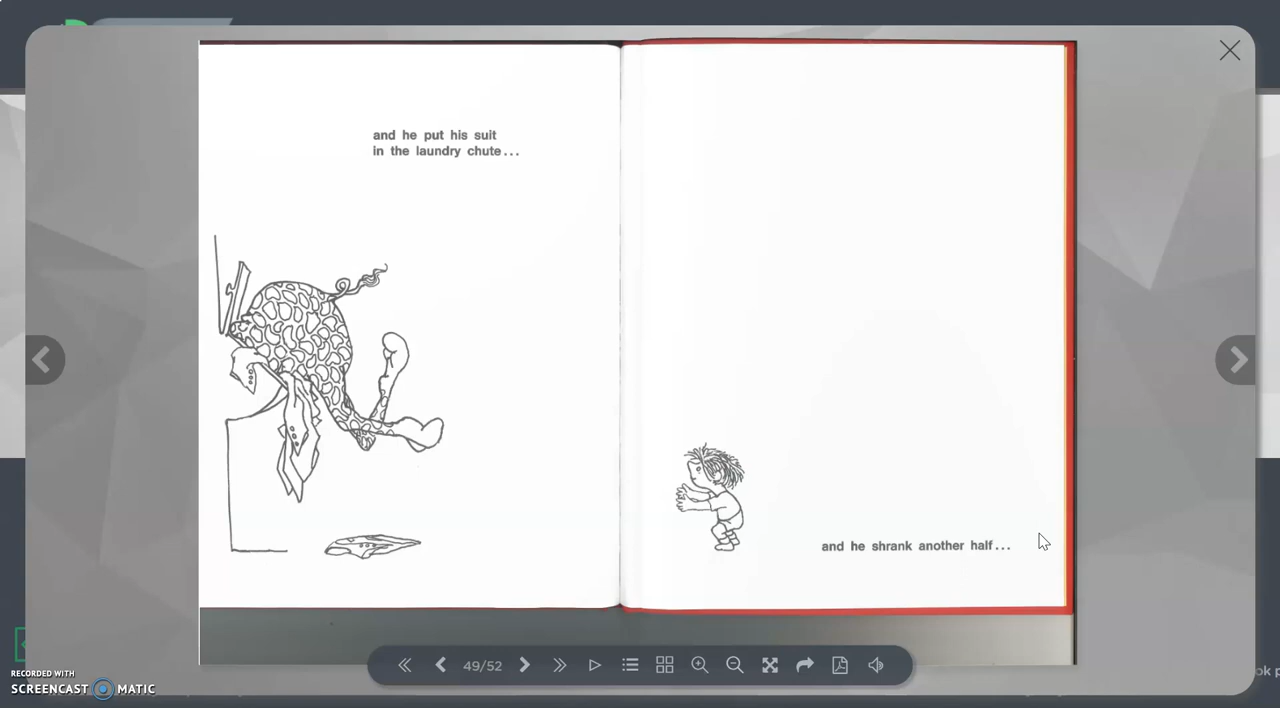 and he put his suit
in the laundry chute...
and he shrank another half...
49/52
RECORDED WITH
SCREENCAST MATIC